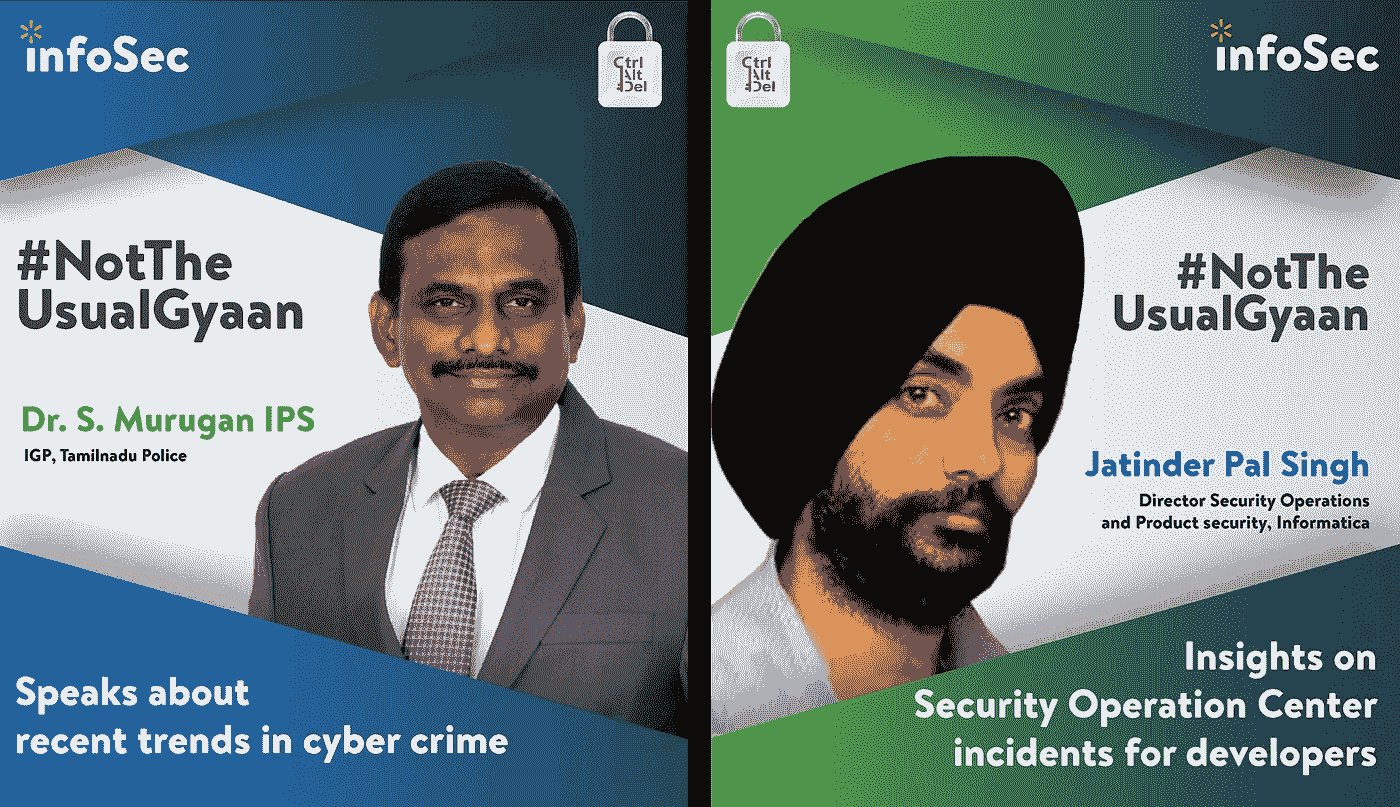 infoSec
Ctrl
Alt
Del
#NotThe
UsualGyaan
Dr. S. Murugan IPS
IGP, Tamilnadu Police
Speaks about
recent trends in cyber crime
Ctrl
Alt
Del
infoSec
#NotThe
UsualGyaan
Jatinder Pal Singh
Director Security Operations
and Product security, Informatica
Insights on
Security Operation Center
incidents for developers